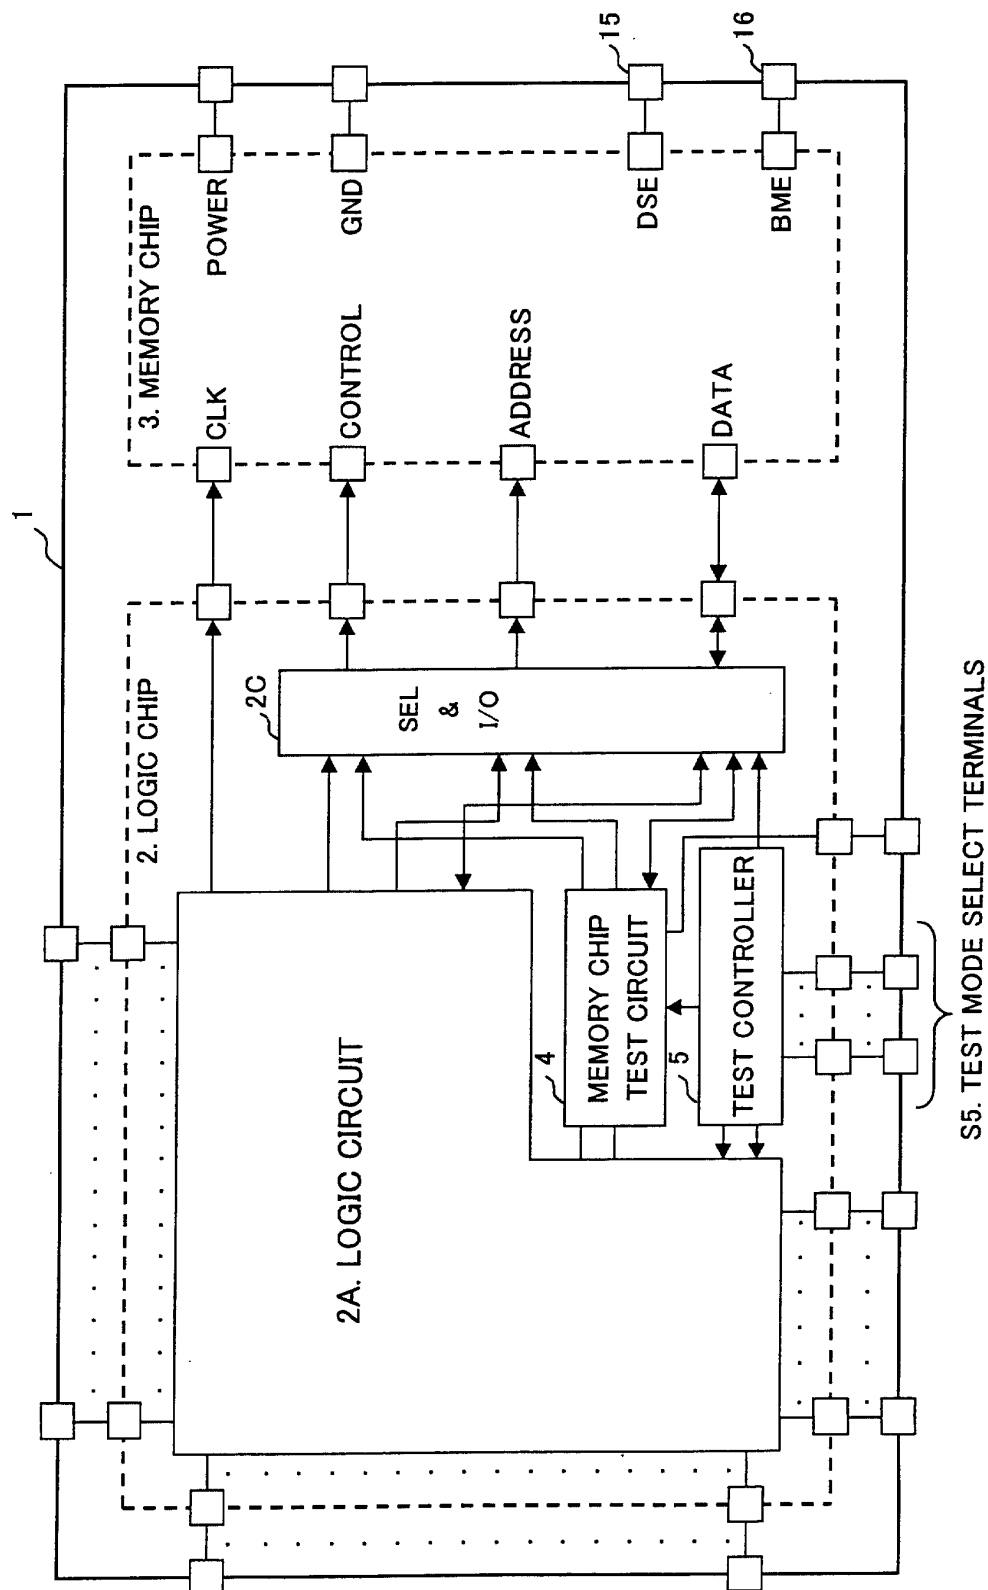 1
2. LOGIC CHIP
3. MEMORY CHIP
2A. LOGIC CIRCUIT
2C
SEL
&
I/O
4
MEMORY CHIP
TEST CIRCUIT
5
TEST CONTROLLER
CLK
CONTROL
ADDRESS
DATA
POWER
GND
DSE
BME
15
16
S5. TEST MODE SELECT TERMINALS